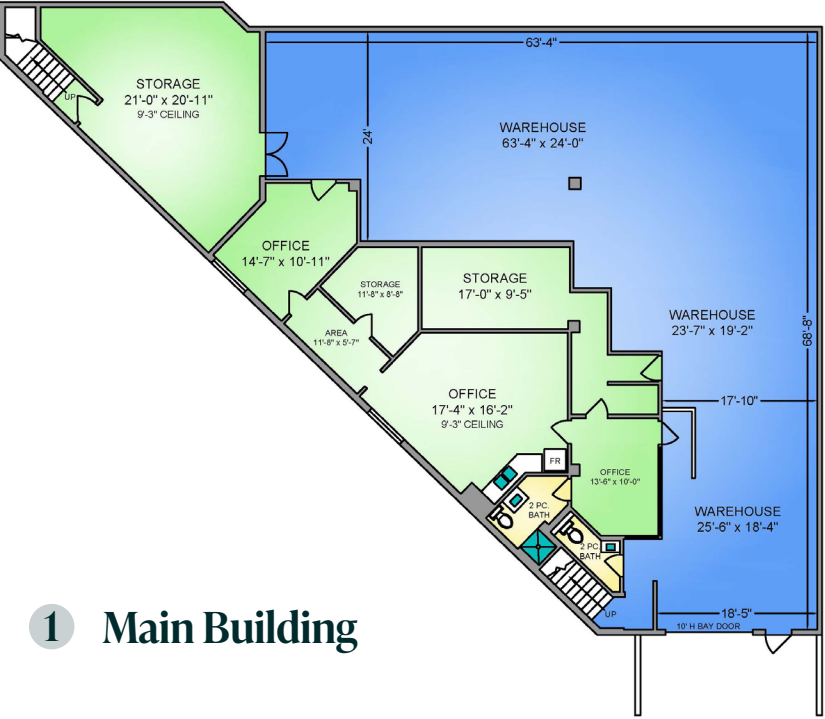 63'-4"
STORAGE
21'-0" x 20'-11"
9'-3" CEILING
UP
24'
WAREHOUSE
63'-4" x 24'-0"
OFFICE
14'-7" x 10'-11"
STORAGE
11'-8" x 8'-8"
STORAGE
17'-0" x 9'-5"
AREA
11'-8" x 5'-7"
WAREHOUSE
23'-7" x 19'-2"
68'-8"
OFFICE
17'-4" x 16'-2"
9'-3" CEILING
17'-10"
FR
OFFICE
13'-6" x 10'-0"
2 PC.
BATH
WAREHOUSE
25'-6" x 18'-4"
2 PC.
BATH
UP
18'-5"
10' H BAY DOOR
1 Main Building